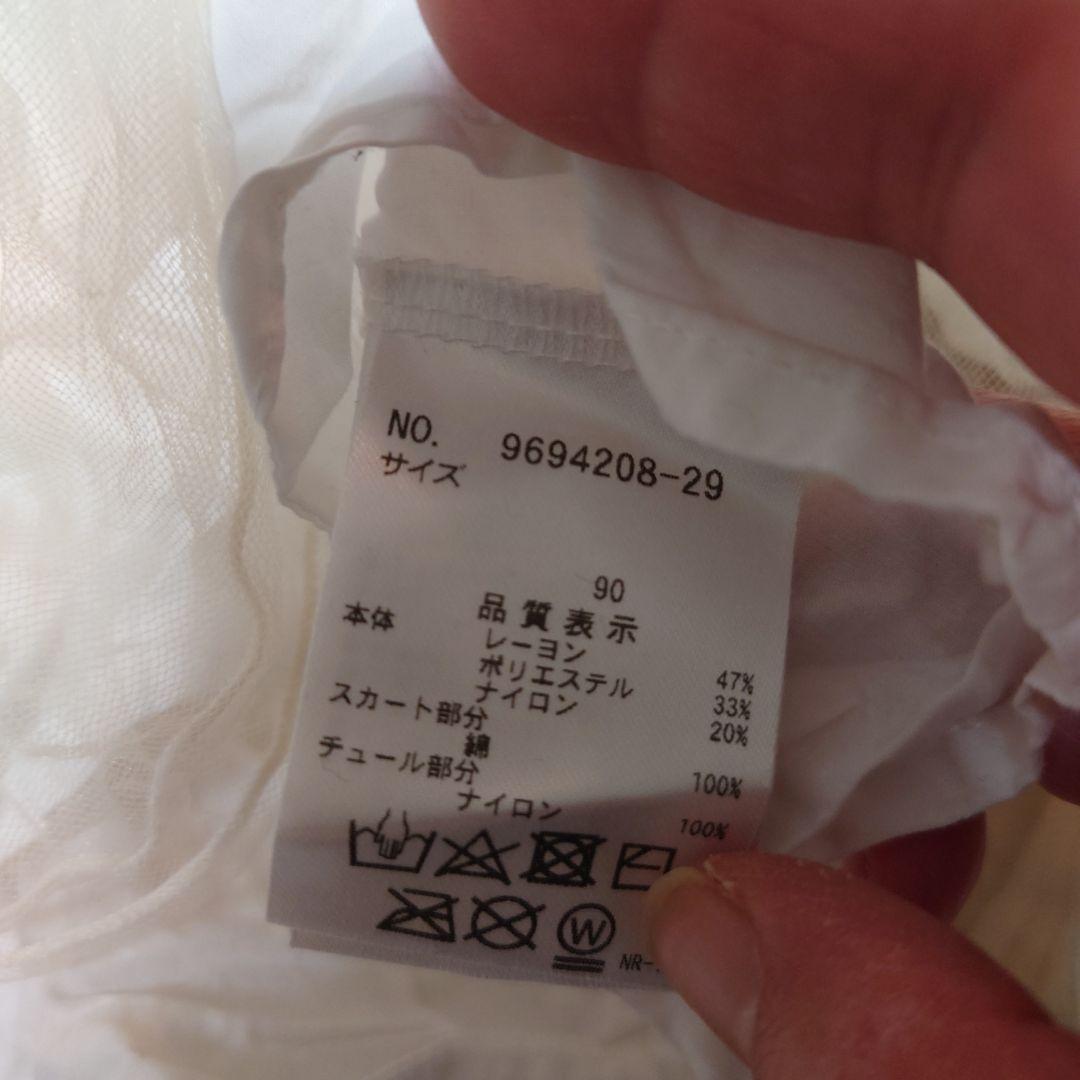 NO. 9694208-29
サイズ
90
品質表示
本体
レーヨン 47%
ポリエステル 33%
ナイロン 20%
スカート部分
綿 100%
チュール部分
ナイロン 100%
W
NR-